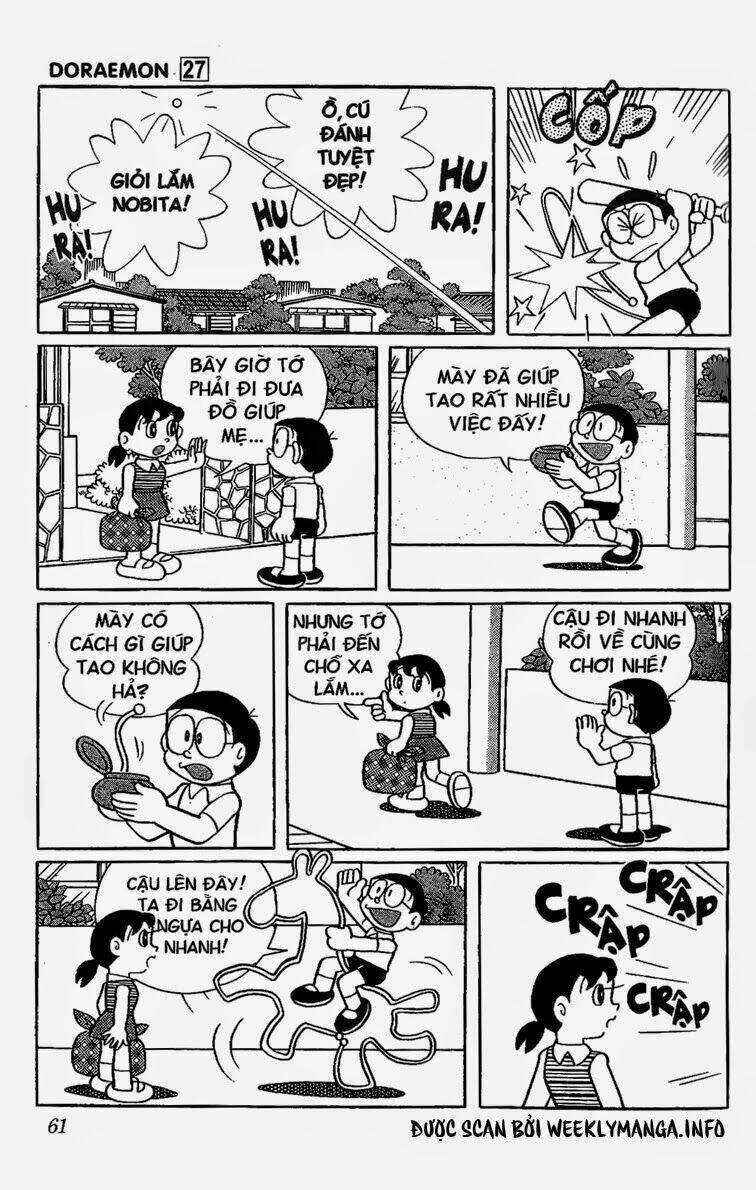 DORAEMON 27
GIỎI LẮM
NOBITA!
Ồ, CÚ
ĐÁNH
TUYỆT
ĐẸP!
HU
RA!
HU
RA!
HU
RA!
CỐP
BÂY GIỜ TỚ
PHẢI ĐI ĐƯA
ĐỒ GIÚP
MẸ...
MÀY ĐÃ GIÚP
TAO RẤT NHIỀU
VIỆC ĐẤY!
MÀY CÓ
CÁCH GÌ GIÚP
TAO KHÔNG
HẢ?
NHƯNG TỚ
PHẢI ĐẾN
CHỖ XA
LẮM...
CẬU ĐI NHANH
RỒI VỀ CÙNG
CHƠI NHÉ!
CẬU LÊN ĐÂY!
TA ĐI BẰNG
NGỰA CHO
NHANH!
CRẬP
CRẬP
CRẬP
61
ĐƯỢC SCAN BỞI WEEKLYMANGA.INFO